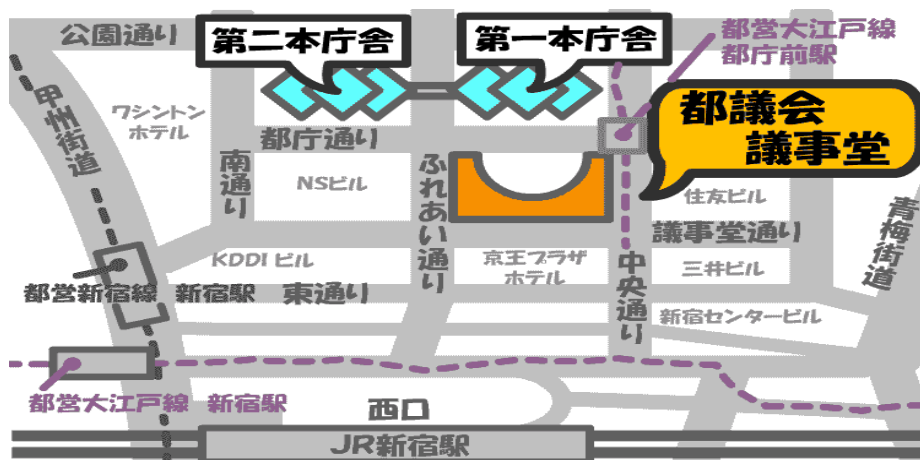 公園通り
第二本庁舎
第一本庁舎
都営大江戸線
都庁前駅
都議会
議事堂
甲州街道
ワシントン
ホテル
都庁通り
南通り
NSビル
ふれあい通り
住友ビル
青梅街道
議事堂通り
KDDI ビル
京王プラザ
ホテル
中央通り
三井ビル
都営新宿線 新宿駅
東通り
新宿センタービル
都営大江戸線 新宿駅
西口
JR新宿駅